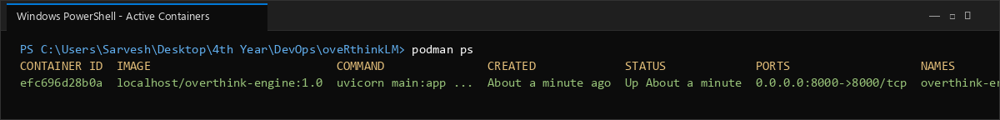 Windows PowerShell - Active Containers
PS C:\Users\Sarvesh\Desktop\4th Year\DevOps\oveRthinkLM> podman ps
CONTAINER ID  IMAGE                           COMMAND               CREATED             STATUS             PORTS                   NAMES
efc696d28b0a  localhost/overthink-engine:1.0  uvicorn main:app ...  About a minute ago  Up About a minute  0.0.0.0:8000->8000/tcp